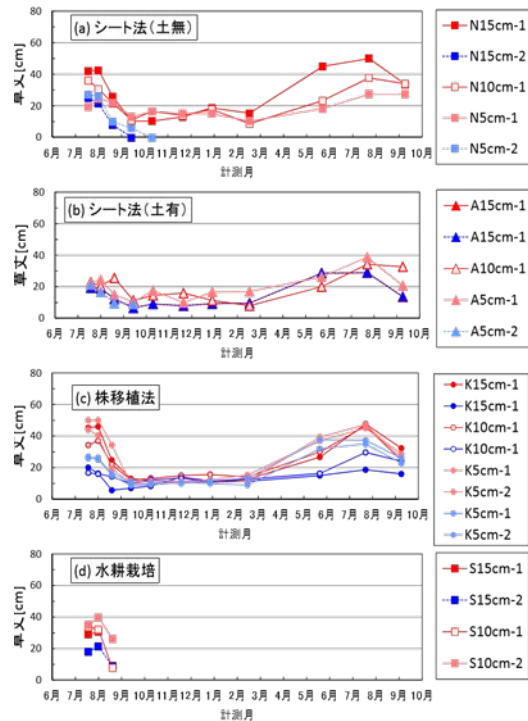 (a) シート法(土無)
草丈[cm]
80
60
40
20
0
6月 7月 8月 9月 10月 11月 12月 1月 2月 3月 4月 5月 6月 7月 8月 9月 10月
計測月
N15cm-1
N15cm-2
N10cm-1
N5cm-1
N5cm-2
(b) シート法(土有)
草丈[cm]
80
60
40
20
0
6月 7月 8月 9月 10月 11月 12月 1月 2月 3月 4月 5月 6月 7月 8月 9月 10月
計測月
A15cm-1
A15cm-1
A10cm-1
A5cm-1
A5cm-2
(c) 株移植法
草丈[cm]
80
60
40
20
0
6月 7月 8月 9月 10月 11月 12月 1月 2月 3月 4月 5月 6月 7月 8月 9月 10月
計測月
K15cm-1
K15cm-1
K10cm-1
K10cm-1
K5cm-1
K5cm-2
K5cm-1
K5cm-2
(d) 水耕栽培
草丈[cm]
80
60
40
20
0
6月 7月 8月 9月 10月 11月 12月 1月 2月 3月 4月 5月 6月 7月 8月 9月 10月
計測月
S15cm-1
S15cm-2
S10cm-1
S10cm-2